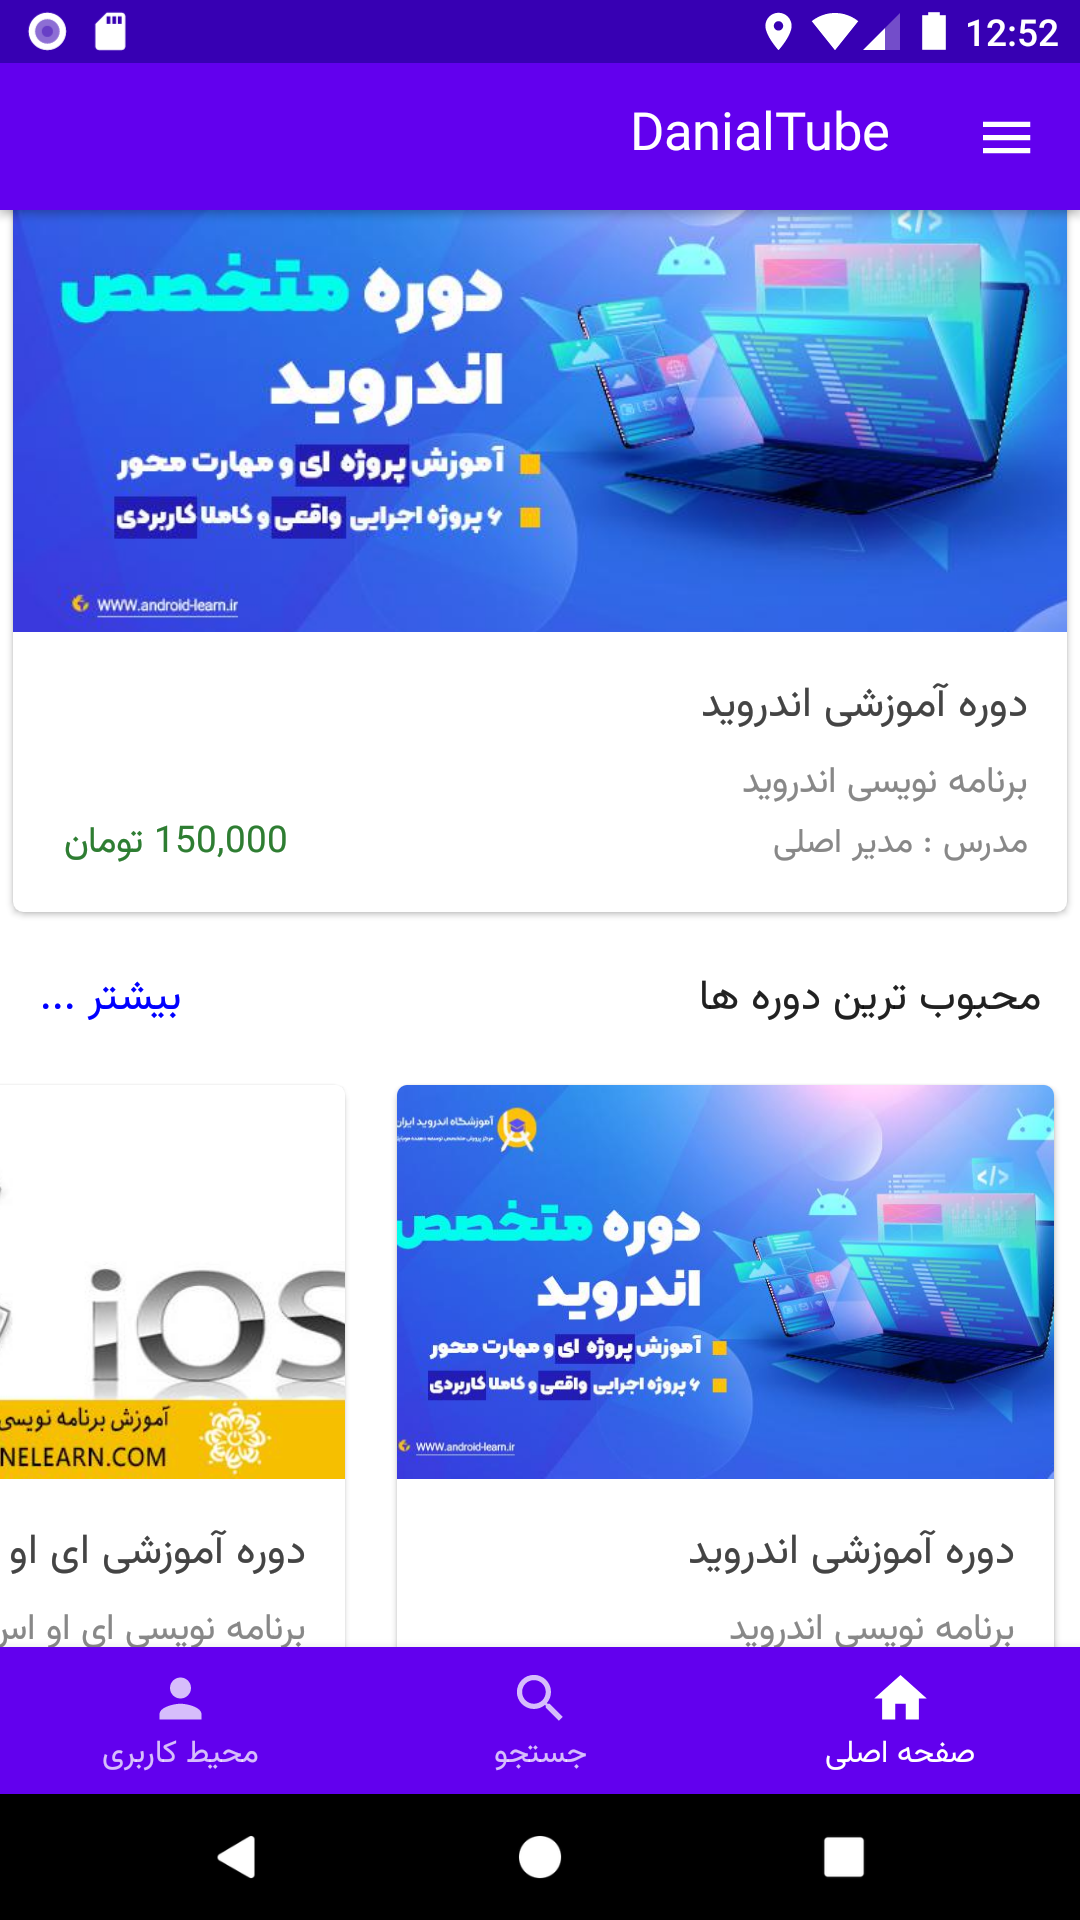 12:52
DanialTube
</>
دوره متخصص
اندروید
آموزش پروژه ای و مهارت محور
۶ پروژه اجرایی واقعی و کاملا کاربردی
WWW.android-learn.ir
دوره آموزشی اندروید
برنامه نویسی اندروید
مدرس : مدیر اصلی
150,000 تومان
محبوب ترین دوره ها
بیشتر ...
آموزشگاه اندروید ایران
</>
دوره متخصص
اندروید
آموزش پروژه ای و مهارت محور
۶ پروژه اجرایی واقعی و کاملا کاربردی
WWW.android-learn.ir
دوره آموزشی اندروید
برنامه نویسی اندروید
iOS
آموزش برنامه نویسی
NELEARN.COM
دوره آموزشی ای او
برنامه نویسی ای او اس
صفحه اصلی
جستجو
محیط کاربری